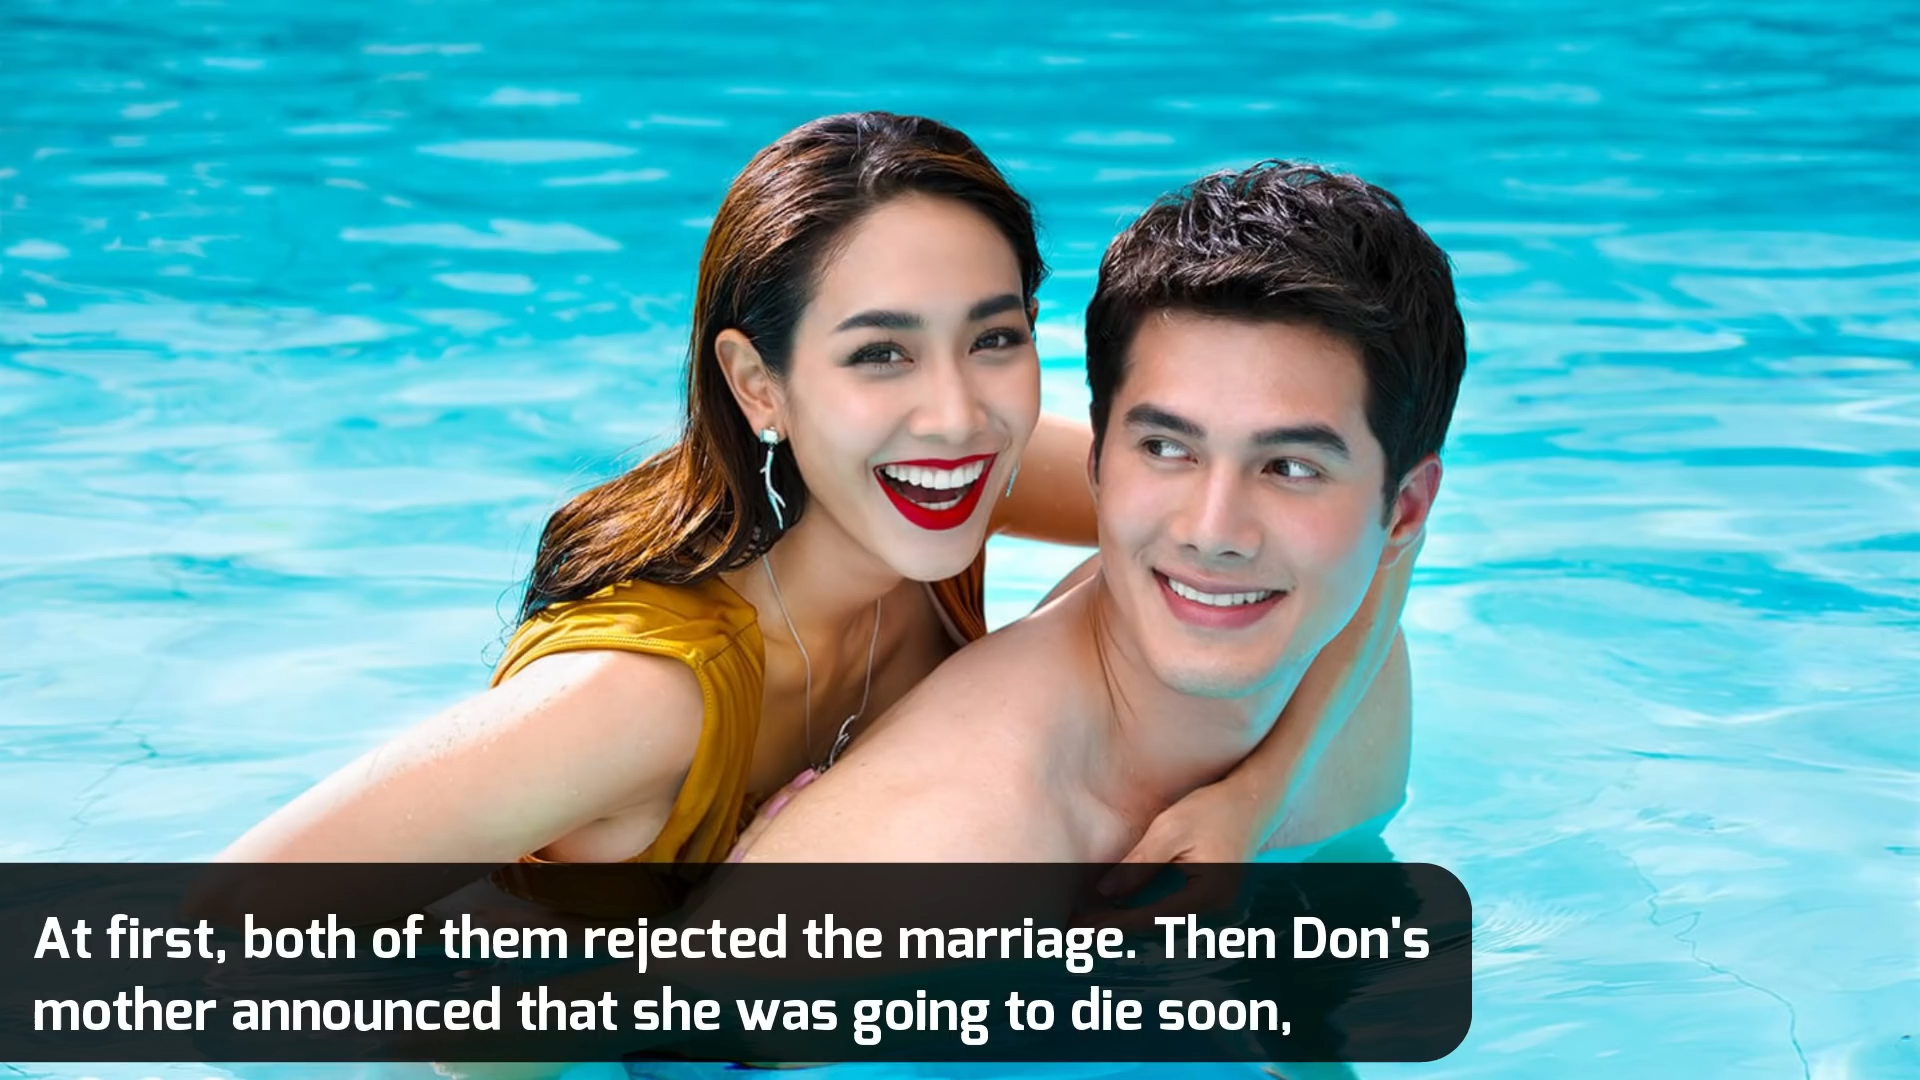 At first, both of them rejected the marriage. Then Don's
mother announced that she was going to die soon,